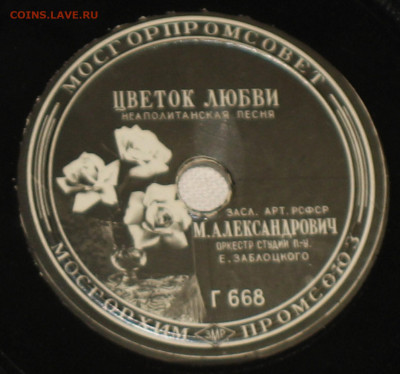 COINS.LAVE.RU
МОСГОРПРОМСОВЕТ
ЦВЕТОК ЛЮБВИ
НЕАПОЛИТАНСКАЯ ПЕСНЯ
ЗАСЛ. АРТ. РСФСР
М. АЛЕКСАНДРОВИЧ
ОРКЕСТР СТУДИИ П-У.
Е. ЗАБЛОЦКОГО
Г 668
МОСГОРХИМ ПРОМСОЮЗ